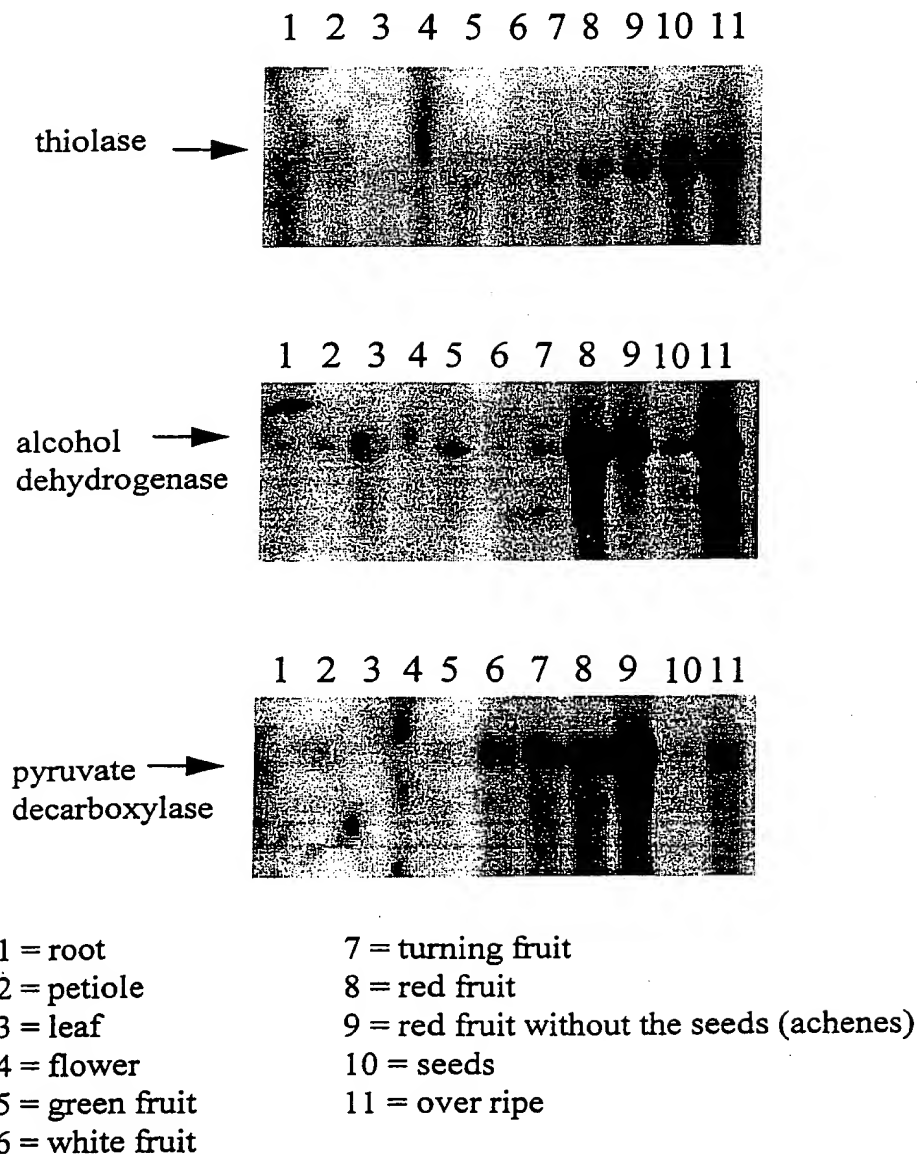 1 2 3 4 5 6 7 8 9 10 11
thiolase
1 2 3 4 5 6 7 8 9 10 11
alcohol
dehydrogenase
1 2 3 4 5 6 7 8 9 10 11
pyruvate
decarboxylase
1 = root
2 = petiole
3 = leaf
4 = flower
5 = green fruit
6 = white fruit
7 = turning fruit
8 = red fruit
9 = red fruit without the seeds (achenes)
10 = seeds
11 = over ripe